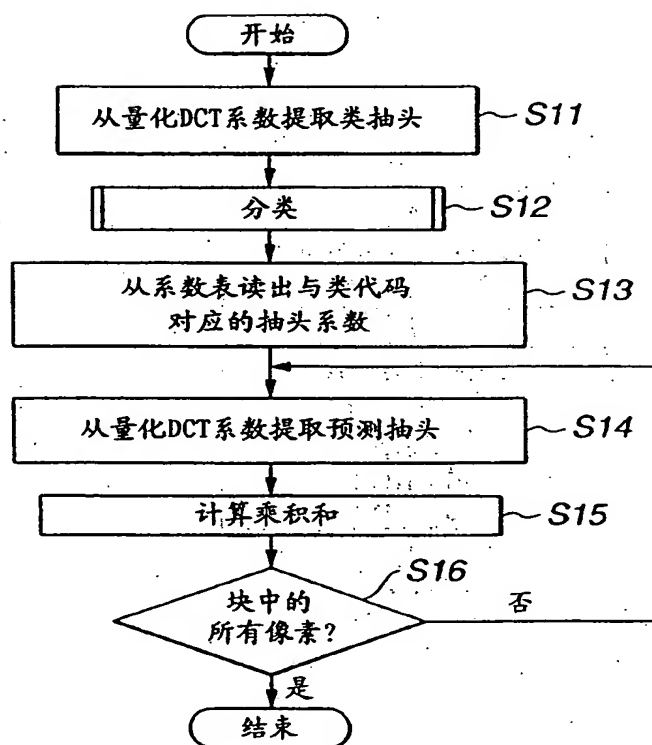 开始
从量化DCT系数提取类抽头
S11
分类
S12
从系数表读出与类代码
对应的抽头系数
S13
从量化DCT系数提取预测抽头
S14
计算乘积和
S15
S16
块中的
所有像素?
否
是
结束